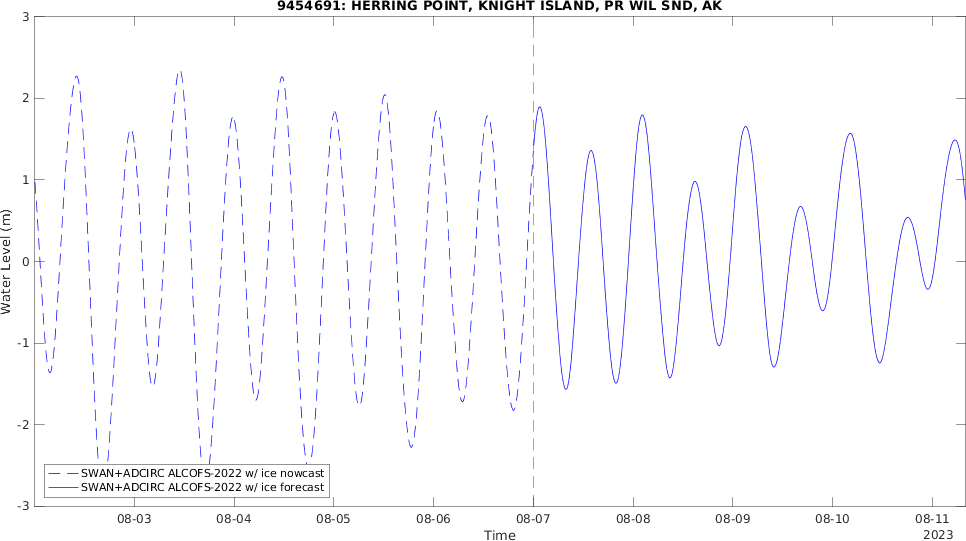 9454691: HERRING POINT, KNIGHT ISLAND, PR WIL SND, AK
3
2
1
0
-1
-2
-3
Water Level (m)
SWAN+ADCIRC ALCOFS-2022 w/ ice nowcast
SWAN+ADCIRC ALCOFS-2022 w/ ice forecast
08-03 08-04 08-05 08-06 08-07 08-08 08-09 08-10 08-11
Time 2023